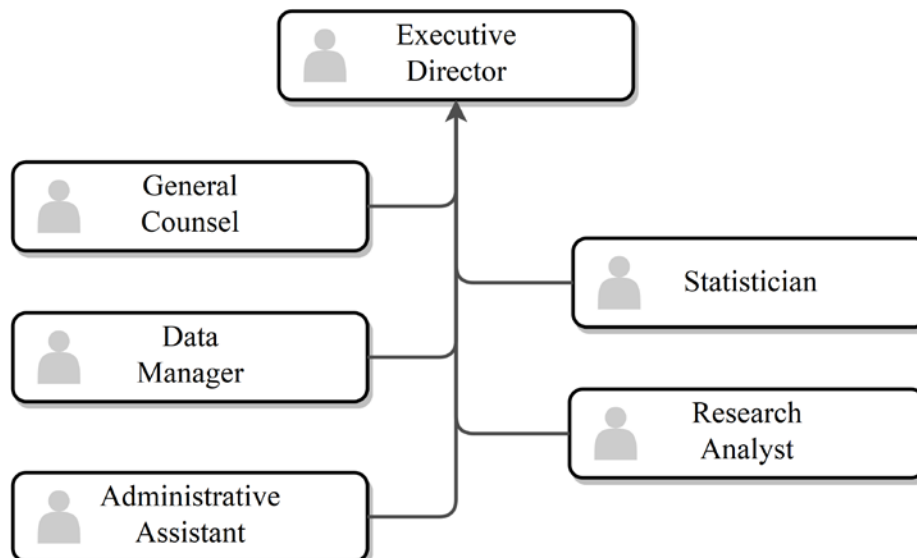 Executive
Director
General
Counsel
Statistician
Data
Manager
Research
Analyst
Administrative
Assistant